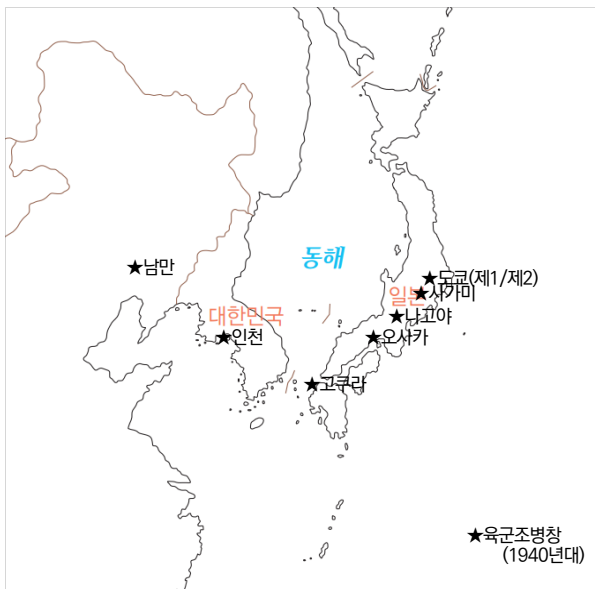 동해
★남만
★도쿄(제1/제2)
★사가미
일본
★나고야
대한민국
★인천
★오사카
★고쿠라
★육군조병창
(1940년대)